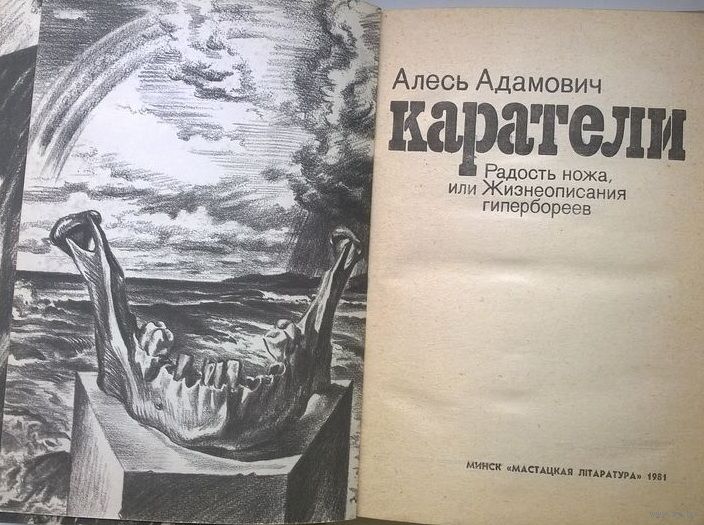 Алесь Адамович
каратели
Радость ножа,
или Жизнеописания
гипербореев
МИНСК «МАСТАЦКАЯ ЛІТАРАТУРА» 1981